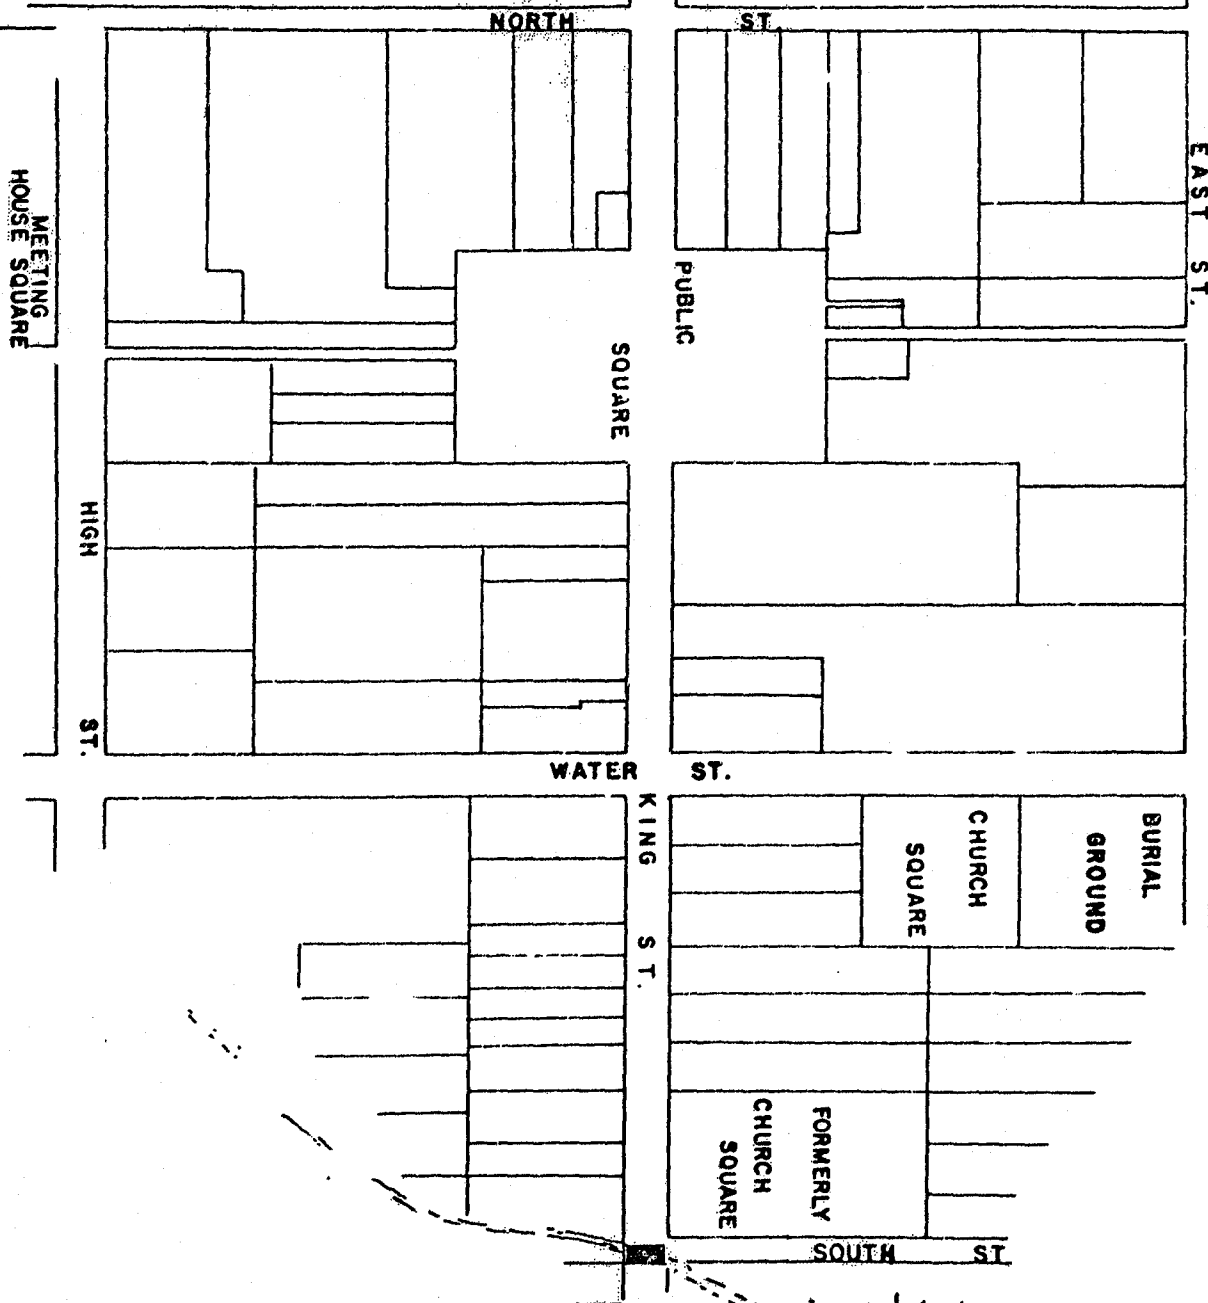 NORTH ST.
EAST ST.
MEETING
HOUSE SQUARE
PUBLIC
SQUARE
HIGH ST.
WATER ST.
KING ST.
BURIAL
GROUND
CHURCH
SQUARE
FORMERLY
CHURCH
SQUARE
SOUTH ST